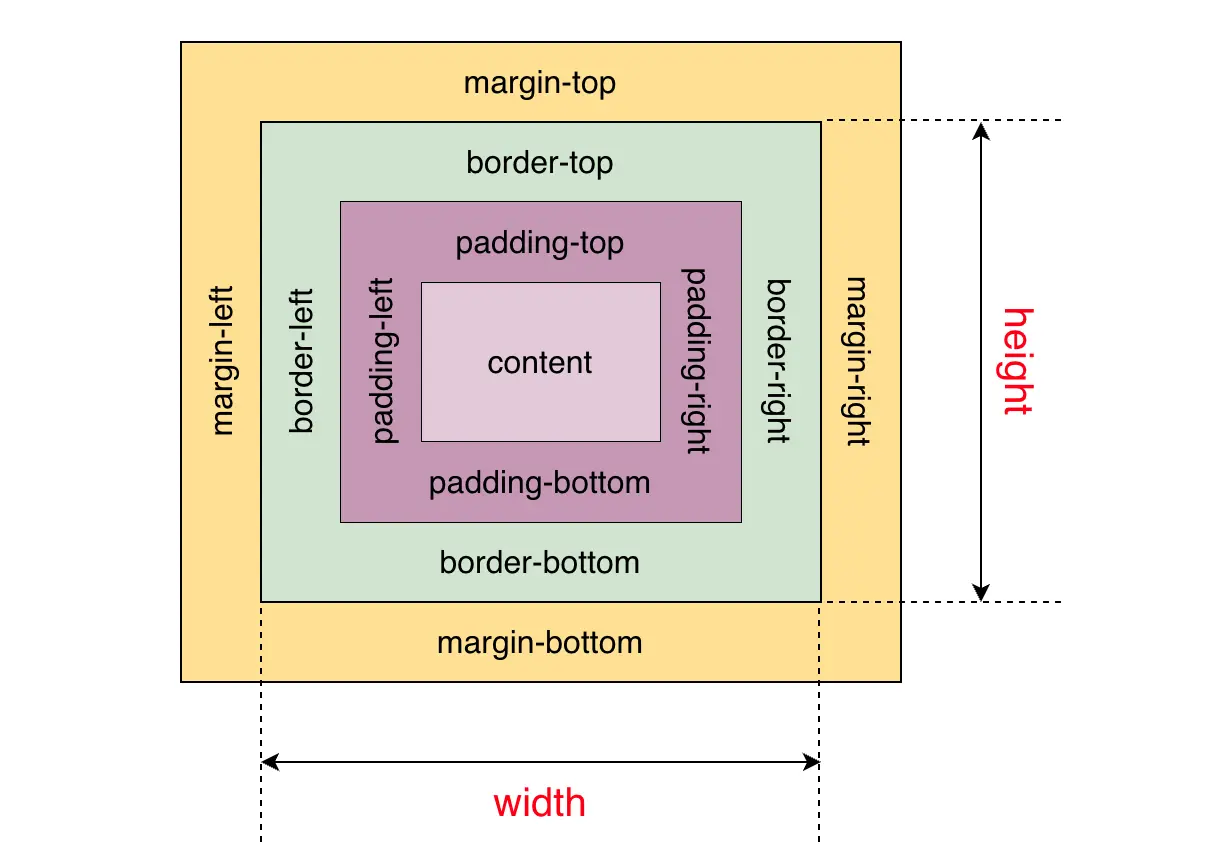 margin-top
border-top
padding-top
margin-left
border-left
padding-left
content
padding-right
border-right
margin-right
height
padding-bottom
border-bottom
margin-bottom
width